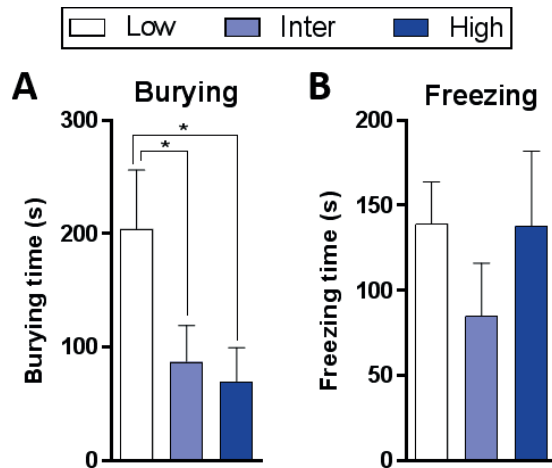 Low Inter High
A Burying
B Freezing
Burying time (s)
300
200
100
0
*
*
Freezing time (s)
200
150
100
50
0